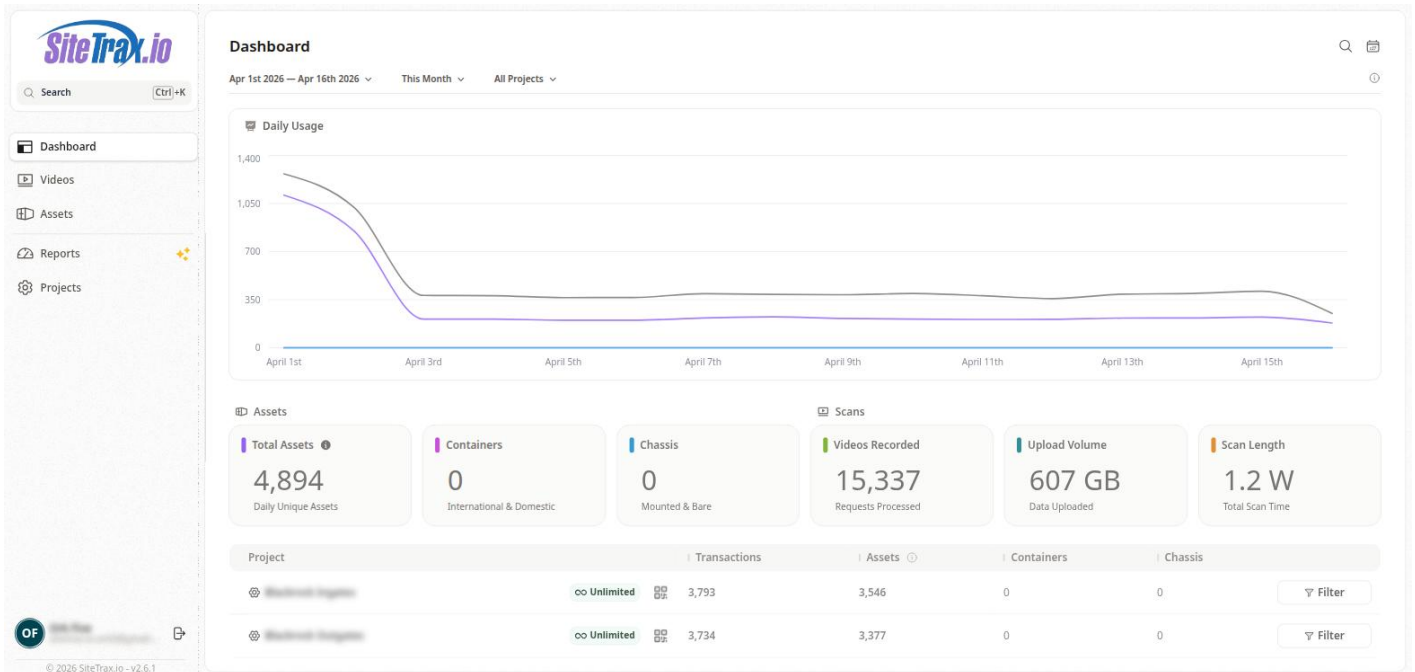 SiteTrax.io
Search Ctrl+K
Dashboard
Videos
Assets
Reports
Projects
OF
© 2026 SiteTrax.io - v2.6.1
Dashboard
Apr 1st 2026 — Apr 16th 2026 This Month All Projects
Daily Usage
1,400
1,050
700
350
0
April 1st April 3rd April 5th April 7th April 9th April 11th April 13th April 15th
Assets
Total Assets
4,894
Daily Unique Assets
Containers
0
International & Domestic
Chassis
0
Mounted & Bare
Scans
Videos Recorded
15,337
Requests Processed
Upload Volume
607 GB
Data Uploaded
Scan Length
1.2 W
Total Scan Time
Project Transactions Assets Containers Chassis
Unlimited 3,793 3,546 0 0 Filter
Unlimited 3,734 3,377 0 0 Filter